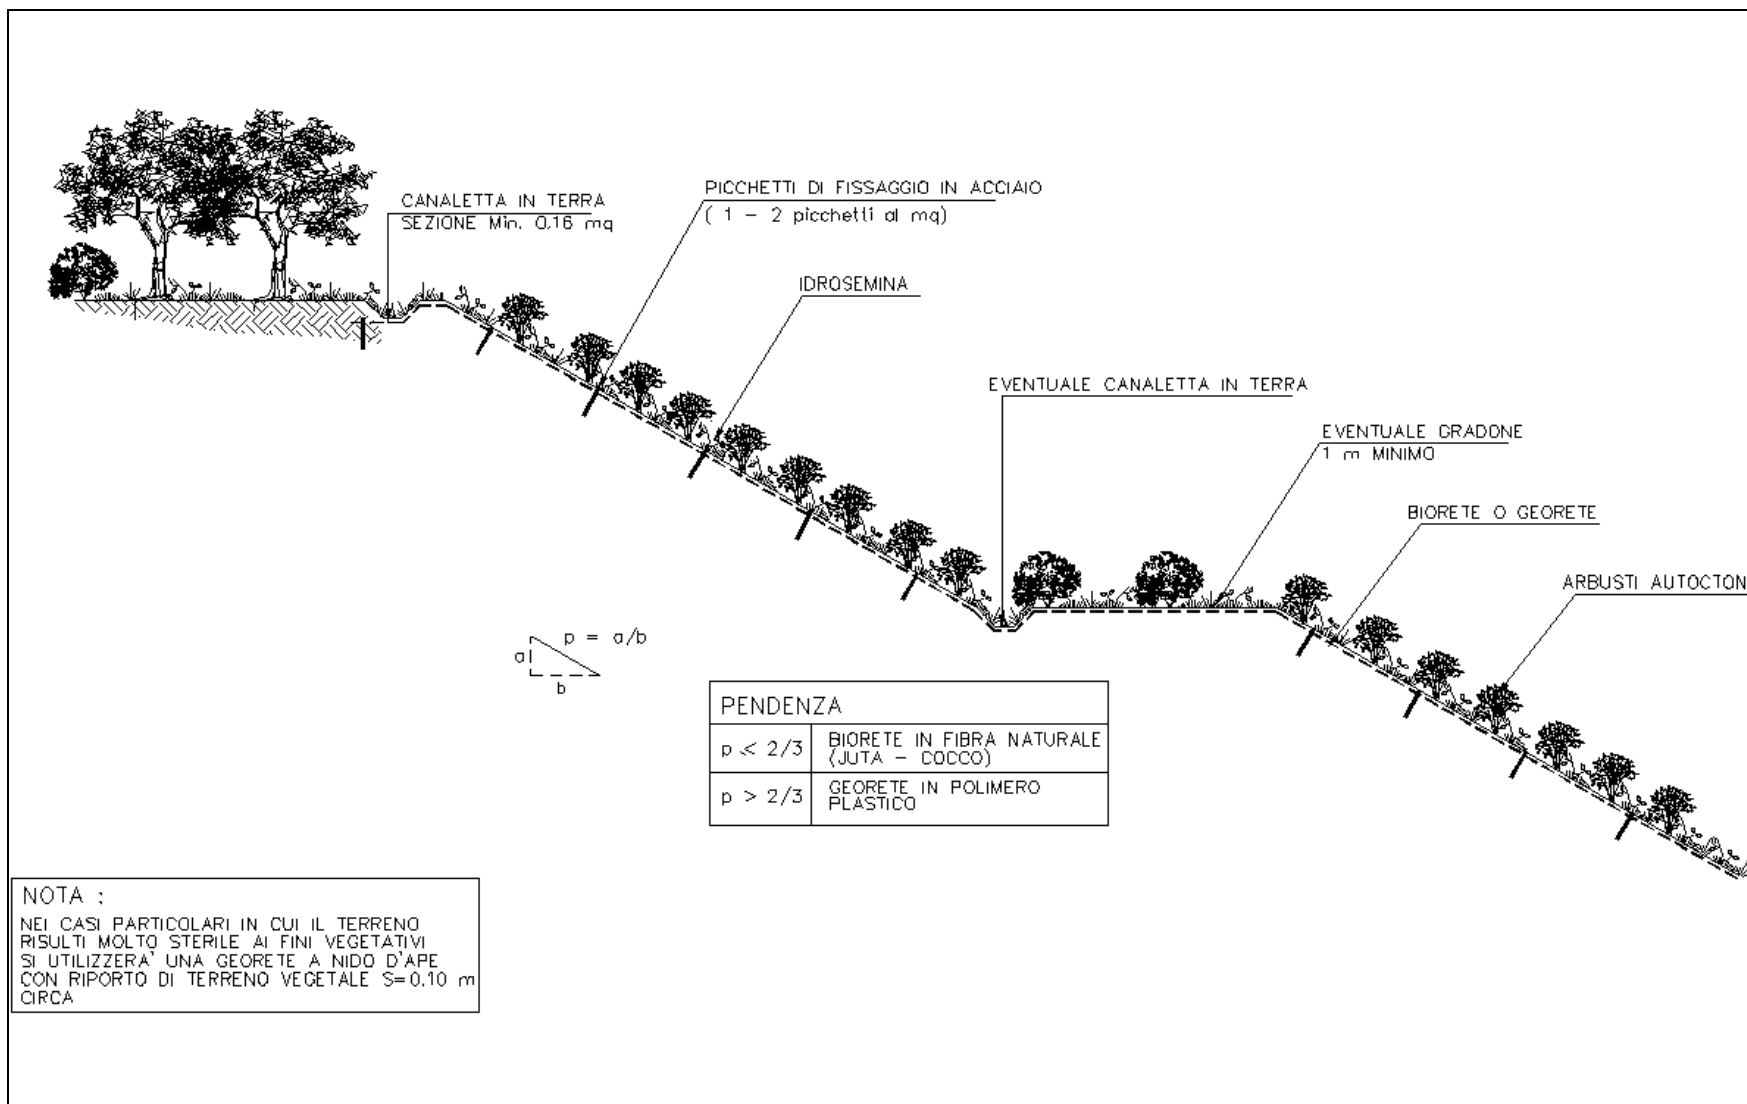 CANALETTA IN TERRA
SEZIONE Min. 0,16 mq
PICCHETTI DI FISSAGGIO IN ACCIAIO
( 1 - 2 picchetti al mq)
IDROSEMINA
EVENTUALE CANALETTA IN TERRA
EVENTUALE GRADONE
1 m MINIMO
BIORETE O GEORETE
ARBUSTI AUTOCTON
p = a/b
a
b
PENDENZA
p < 2/3
BIORETE IN FIBRA NATURALE
(JUTA - COCCO)
p > 2/3
GEORETE IN POLIMERO
PLASTICO
NOTA :
NEI CASI PARTICOLARI IN CUI IL TERRENO
RISULTI MOLTO STERILE AI FINI VEGETATIVI
SI UTILIZZERA' UNA GEORETE A NIDO D'APE
CON RIPORTO DI TERRENO VEGETALE S=0,10 m
CIRCA